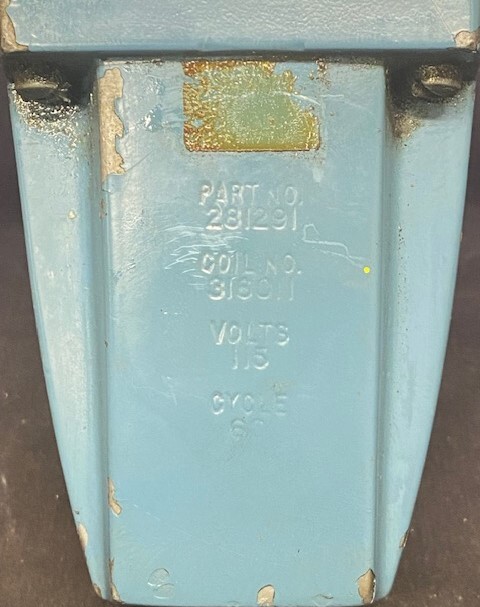 PART NO.
281291
COIL NO.
316011
VOLTS
115
CYCLE